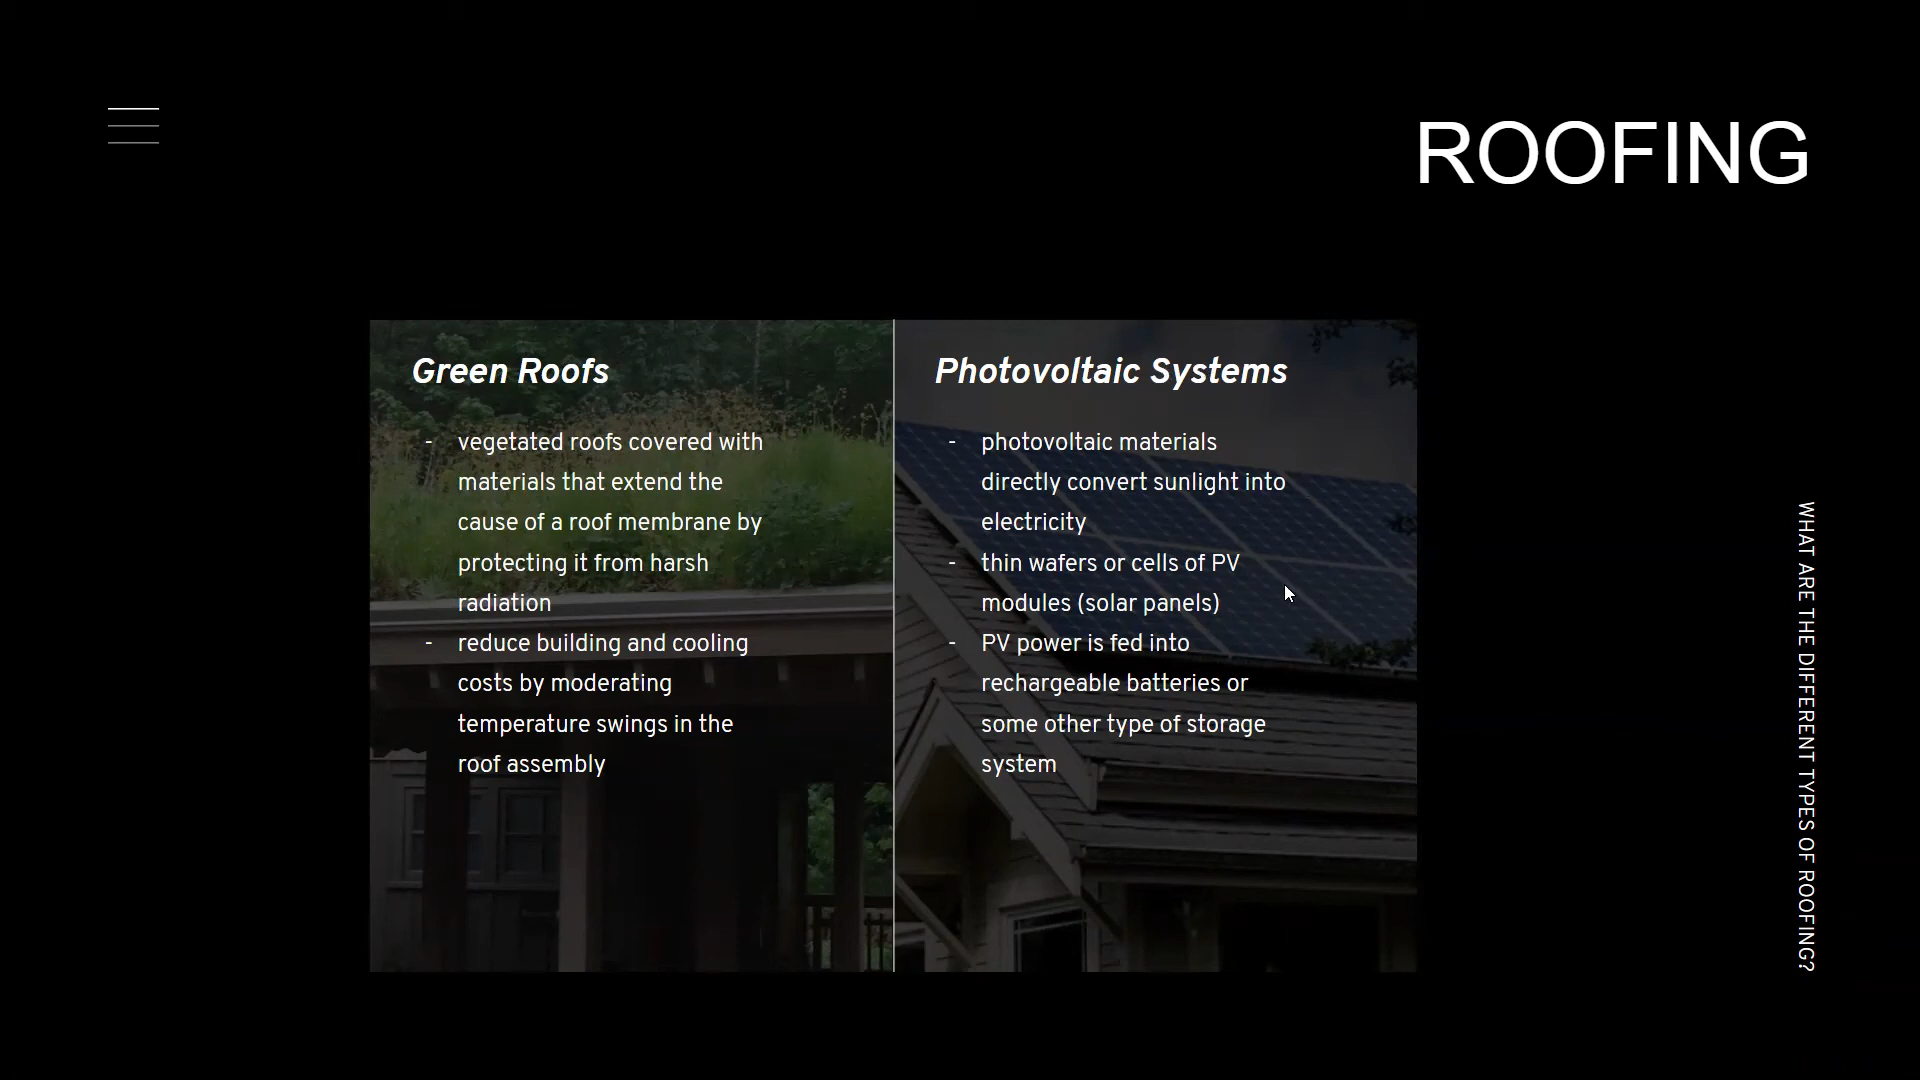 ROOFING
Green Roofs
- vegetated roofs covered with
materials that extend the
cause of a roof membrane by
protecting it from harsh
radiation
- reduce building and cooling
costs by moderating
temperature swings in the
roof assembly
Photovoltaic Systems
- photovoltaic materials
directly convert sunlight into
electricity
- thin wafers or cells of PV
modules (solar panels)
- PV power is fed into
rechargeable batteries or
some other type of storage
system
WHAT ARE THE DIFFERENT TYPES OF ROOFING?